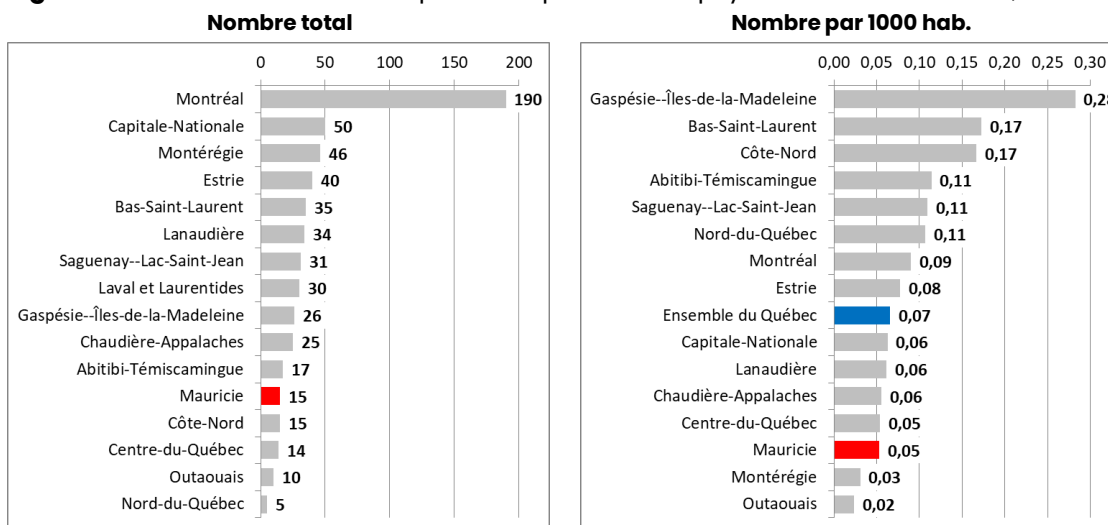 Nombre total
0 50 100 150 200
Montréal 190
Capitale-Nationale 50
Montérégie 46
Estrie 40
Bas-Saint-Laurent 35
Lanaudière 34
Saguenay--Lac-Saint-Jean 31
Laval et Laurentides 30
Gaspésie--Îles-de-la-Madeleine 26
Chaudière-Appalaches 25
Abitibi-Témiscamingue 17
Mauricie 15
Côte-Nord 15
Centre-du-Québec 14
Outaouais 10
Nord-du-Québec 5
Nombre par 1000 hab.
0,00 0,05 0,10 0,15 0,20 0,25 0,30
Gaspésie--Îles-de-la-Madeleine 0,28
Bas-Saint-Laurent 0,17
Côte-Nord 0,17
Abitibi-Témiscamingue 0,11
Saguenay--Lac-Saint-Jean 0,11
Nord-du-Québec 0,11
Montréal 0,09
Estrie 0,08
Ensemble du Québec 0,07
Capitale-Nationale 0,06
Lanaudière 0,06
Chaudière-Appalaches 0,06
Centre-du-Québec 0,05
Mauricie 0,05
Montérégie 0,03
Outaouais 0,02